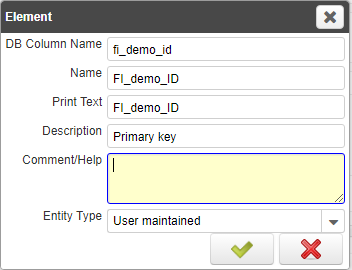 Element
DB Column Name fi_demo_id
Name FI_demo_ID
Print Text FI_demo_ID
Description Primary key
Comment/Help
Entity Type User maintained